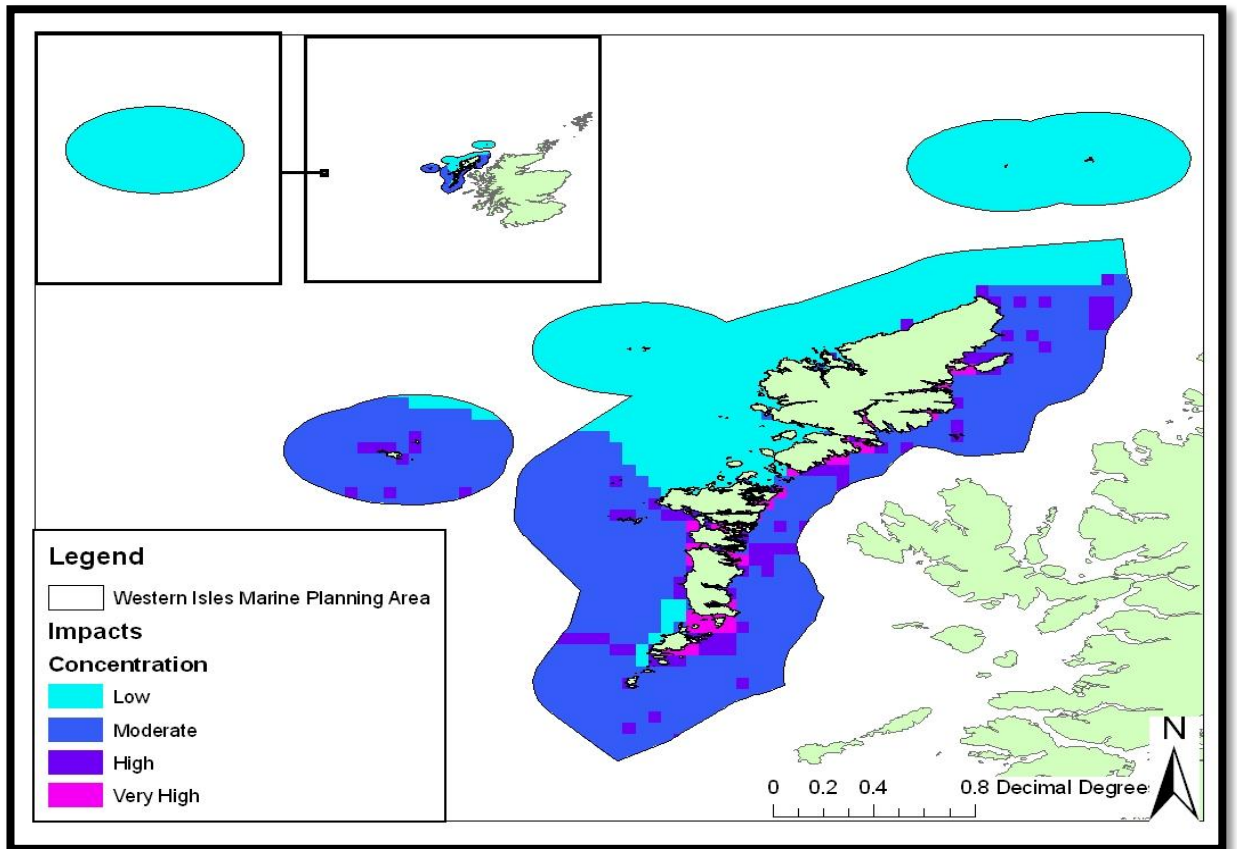 Legend
Western Isles Marine Planning Area
Impacts
Concentration
Low
Moderate
High
Very High
N
0 0.2 0.4 0.8 Decimal Degree